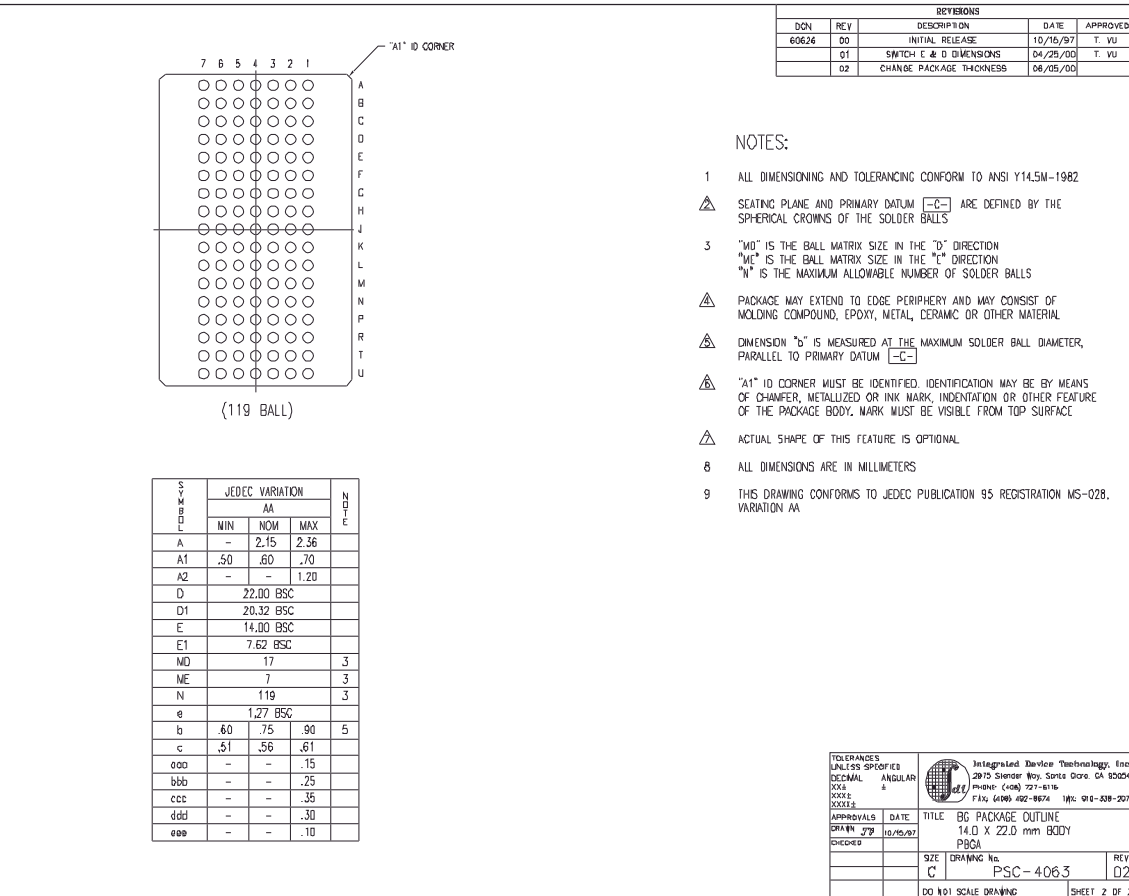 REVISIONS
DCN REV DESCRIPTION DATE APPROVED
60626 00 INITIAL RELEASE 10/15/97 T. VU
01 SWITCH E & D DIMENSIONS 04/25/00 T. VU
02 CHANGE PACKAGE THICKNESS 06/05/00
"A1" ID CORNER
7 6 5 4 3 2 1
A
B
C
D
E
F
G
H
J
K
L
M
N
P
R
T
U
(119 BALL)
NOTES:
1 ALL DIMENSIONING AND TOLERANCING CONFORM TO ANSI Y14.5M-1982
2 SEATING PLANE AND PRIMARY DATUM -C- ARE DEFINED BY THE
SPHERICAL CROWNS OF THE SOLDER BALLS
3 "MD" IS THE BALL MATRIX SIZE IN THE "D" DIRECTION
"ME" IS THE BALL MATRIX SIZE IN THE "E" DIRECTION
"N" IS THE MAXIMUM ALLOWABLE NUMBER OF SOLDER BALLS
4 PACKAGE MAY EXTEND TO EDGE PERIPHERY AND MAY CONSIST OF
MOLDING COMPOUND, EPOXY, METAL, CERAMIC OR OTHER MATERIAL
5 DIMENSION "b" IS MEASURED AT THE MAXIMUM SOLDER BALL DIAMETER,
PARALLEL TO PRIMARY DATUM -C-
6 "A1" ID CORNER MUST BE IDENTIFIED. IDENTIFICATION MAY BE BY MEANS
OF CHAMFER, METALLIZED OR INK MARK, INDENTATION OR OTHER FEATURE
OF THE PACKAGE BODY. MARK MUST BE VISIBLE FROM TOP SURFACE
7 ACTUAL SHAPE OF THIS FEATURE IS OPTIONAL
8 ALL DIMENSIONS ARE IN MILLIMETERS
9 THIS DRAWING CONFORMS TO JEDEC PUBLICATION 95 REGISTRATION MS-028,
VARIATION AA
SYMBOL JEDEC VARIATION NOTE
AA
MIN NOM MAX
A - 2.15 2.36
A1 .50 .60 .70
A2 - - 1.20
D 22.00 BSC
D1 20.32 BSC
E 14.00 BSC
E1 7.62 BSC
MD 17 3
ME 7 3
N 119 3
e 1.27 BSC
b .60 .75 .90 5
c .51 .56 .61
aaa - - .15
bbb - - .25
ccc - - .35
ddd - - .30
eee - - .10
TOLERANCES
UNLESS SPECIFIED
DECIMAL ANGULAR
XX± ±
XXX±
XXXX±
idt
Integrated Device Technology, Inc
2975 Stender Way, Santa Clara, CA 95054
PHONE: (408) 727-6116
FAX: (408) 492-8674 TWX: 910-338-207
APPROVALS DATE
DRAWN 10/15/97
CHECKED
TITLE BG PACKAGE OUTLINE
14.0 X 22.0 mm BODY
PBGA
SIZE DRAWING No. REV
C PSC-4063 02
DO NOT SCALE DRAWING SHEET 2 OF